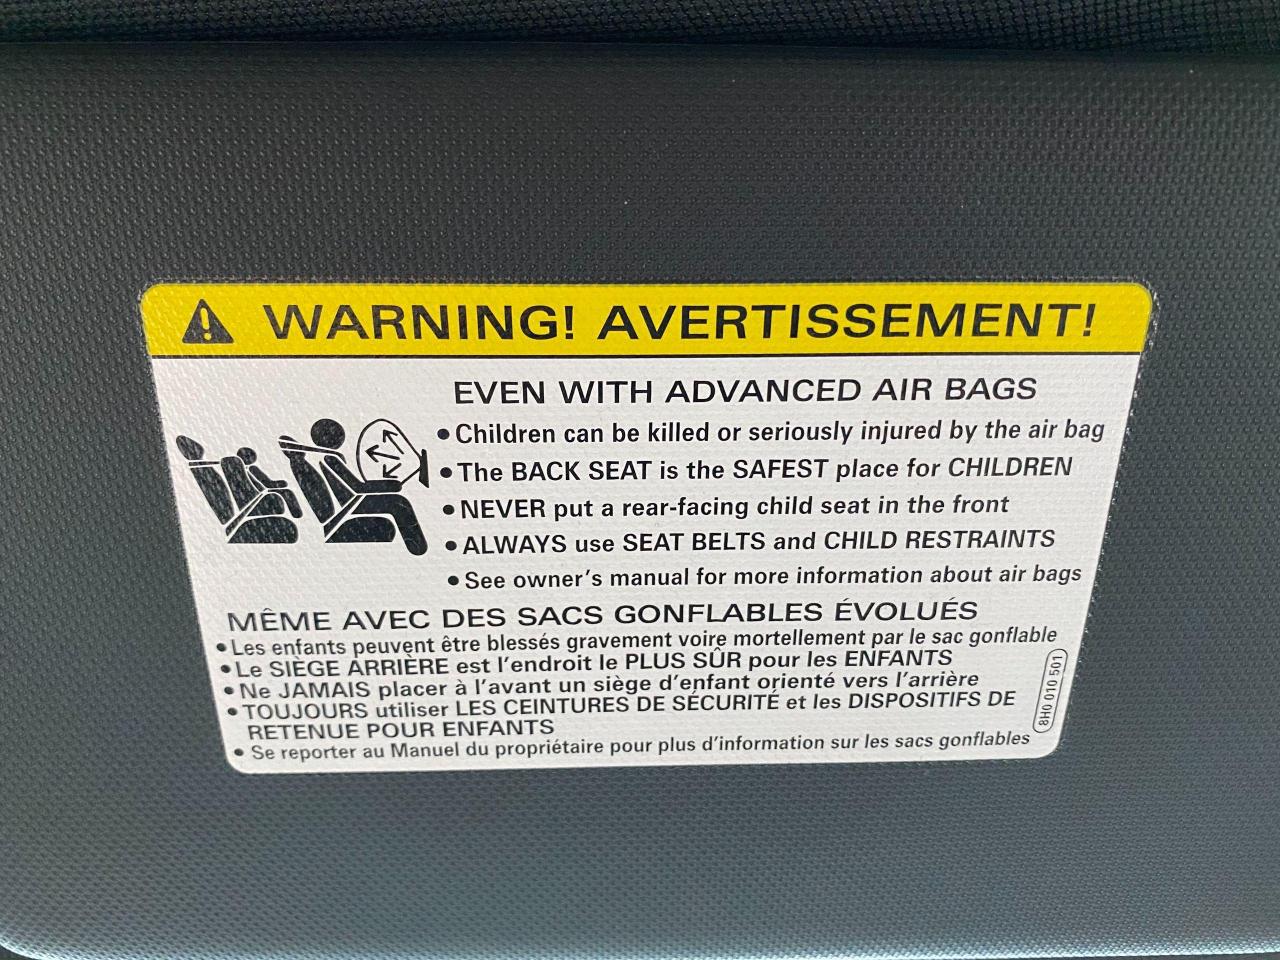 WARNING! AVERTISSEMENT!
EVEN WITH ADVANCED AIR BAGS
•Children can be killed or seriously injured by the air bag
•The BACK SEAT is the SAFEST place for CHILDREN
•NEVER put a rear-facing child seat in the front
•ALWAYS use SEAT BELTS and CHILD RESTRAINTS
•See owner's manual for more information about air bags
MÊME AVEC DES SACS GONFLABLES ÉVOLUÉS
•Les enfants peuvent être blessés gravement voire mortellement par le sac gonflable
•Le SIÈGE ARRIÈRE est l'endroit le PLUS SÛR pour les ENFANTS
•Ne JAMAIS placer à l'avant un siège d'enfant orienté vers l'arrière
•TOUJOURS utiliser LES CEINTURES DE SÉCURITÉ et les DISPOSITIFS DE
RETENUE POUR ENFANTS
• Se reporter au Manuel du propriétaire pour plus d'information sur les sacs gonflables
8H0 010 501